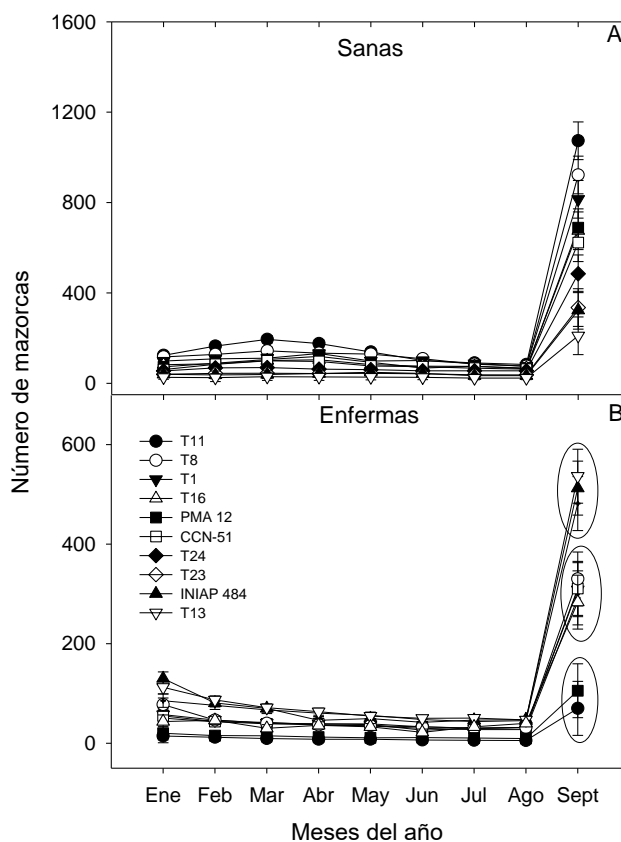 1600
A
Sanas
1200
800
400
0
Número de mazorcas
Enfermas
B
600
T11
T8
T1
T16
PMA 12
CCN-51
T24
T23
INIAP 484
T13
400
200
0
Ene Feb Mar Abr May Jun Jul Ago Sept
Meses del año